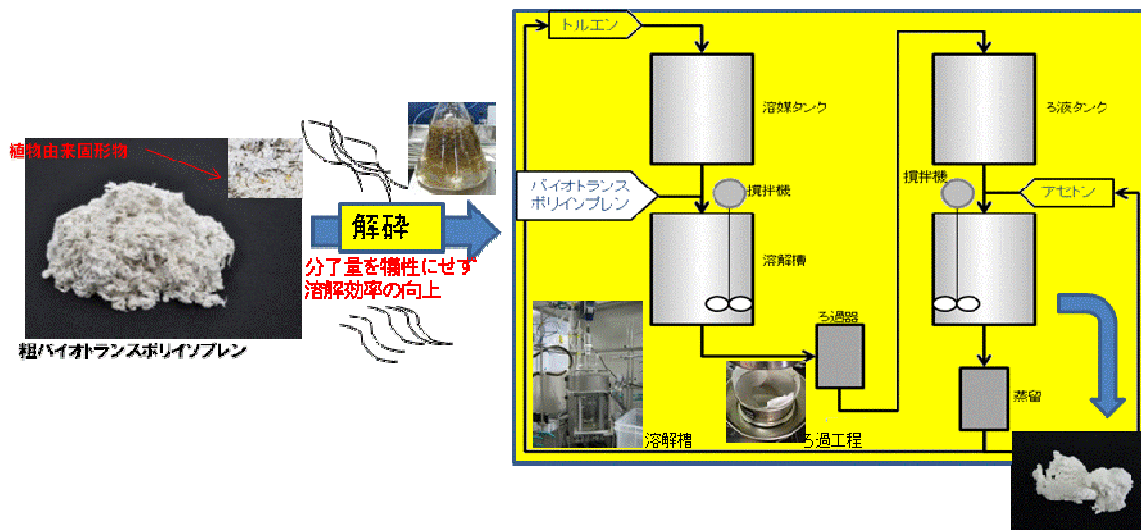 植物由来固形物
粗バイオトランスポリイソプレン
解砕
分子量を犠牲にせず
溶解効率の向上
トルエン
溶媒タンク
バイオトランス
ポリイソプレン
攪拌機
溶解槽
溶解槽
ろ過器
ろ過工程
ろ液タンク
攪拌機
アセトン
蒸留